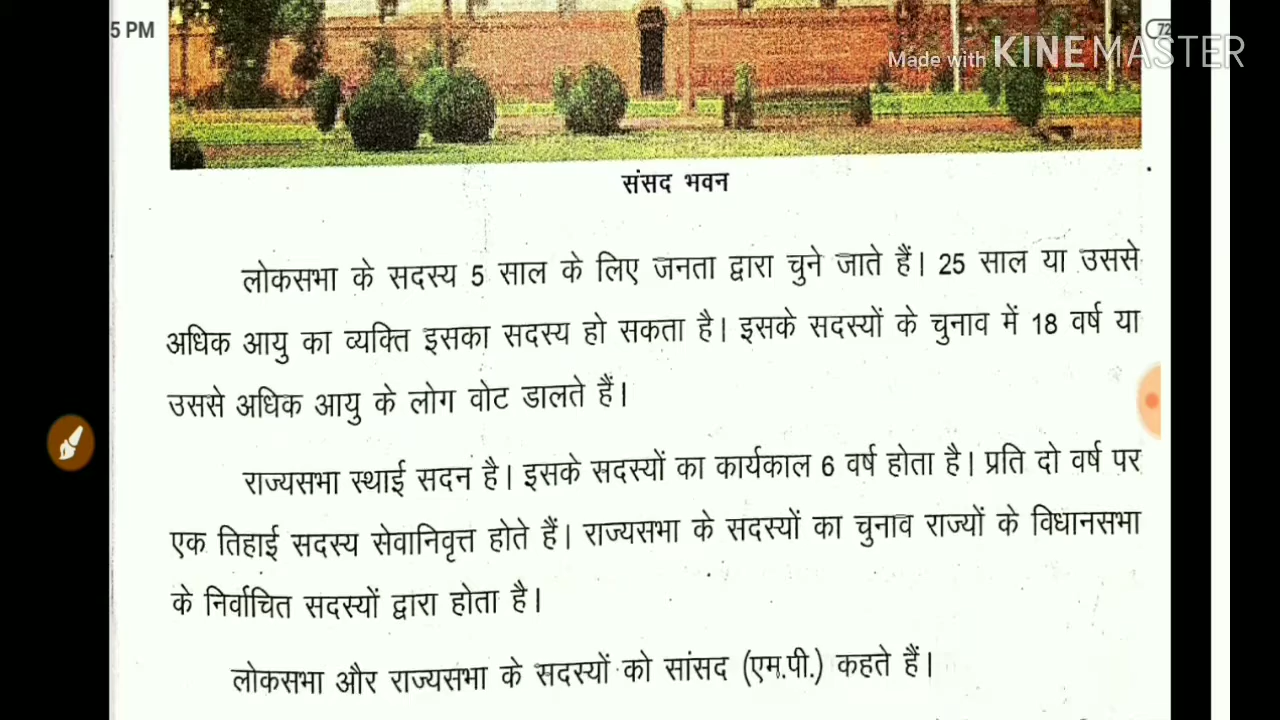 5 PM
72
Made with KINEMASTER
संसद भवन
लोकसभा के सदस्य 5 साल के लिए जनता द्वारा चुने जाते हैं। 25 साल या उससे
अधिक आयु का व्यक्ति इसका सदस्य हो सकता है। इसके सदस्यों के चुनाव में 18 वर्ष या
उससे अधिक आयु के लोग वोट डालते हैं।
राज्यसभा स्थाई सदन है। इसके सदस्यों का कार्यकाल 6 वर्ष होता है। प्रति दो वर्ष पर
एक तिहाई सदस्य सेवानिवृत्त होते हैं। राज्यसभा के सदस्यों का चुनाव राज्यों के विधानसभा
के निर्वाचित सदस्यों द्वारा होता है।
लोकसभा और राज्यसभा के सदस्यों को सांसद (एम.पी.) कहते हैं।